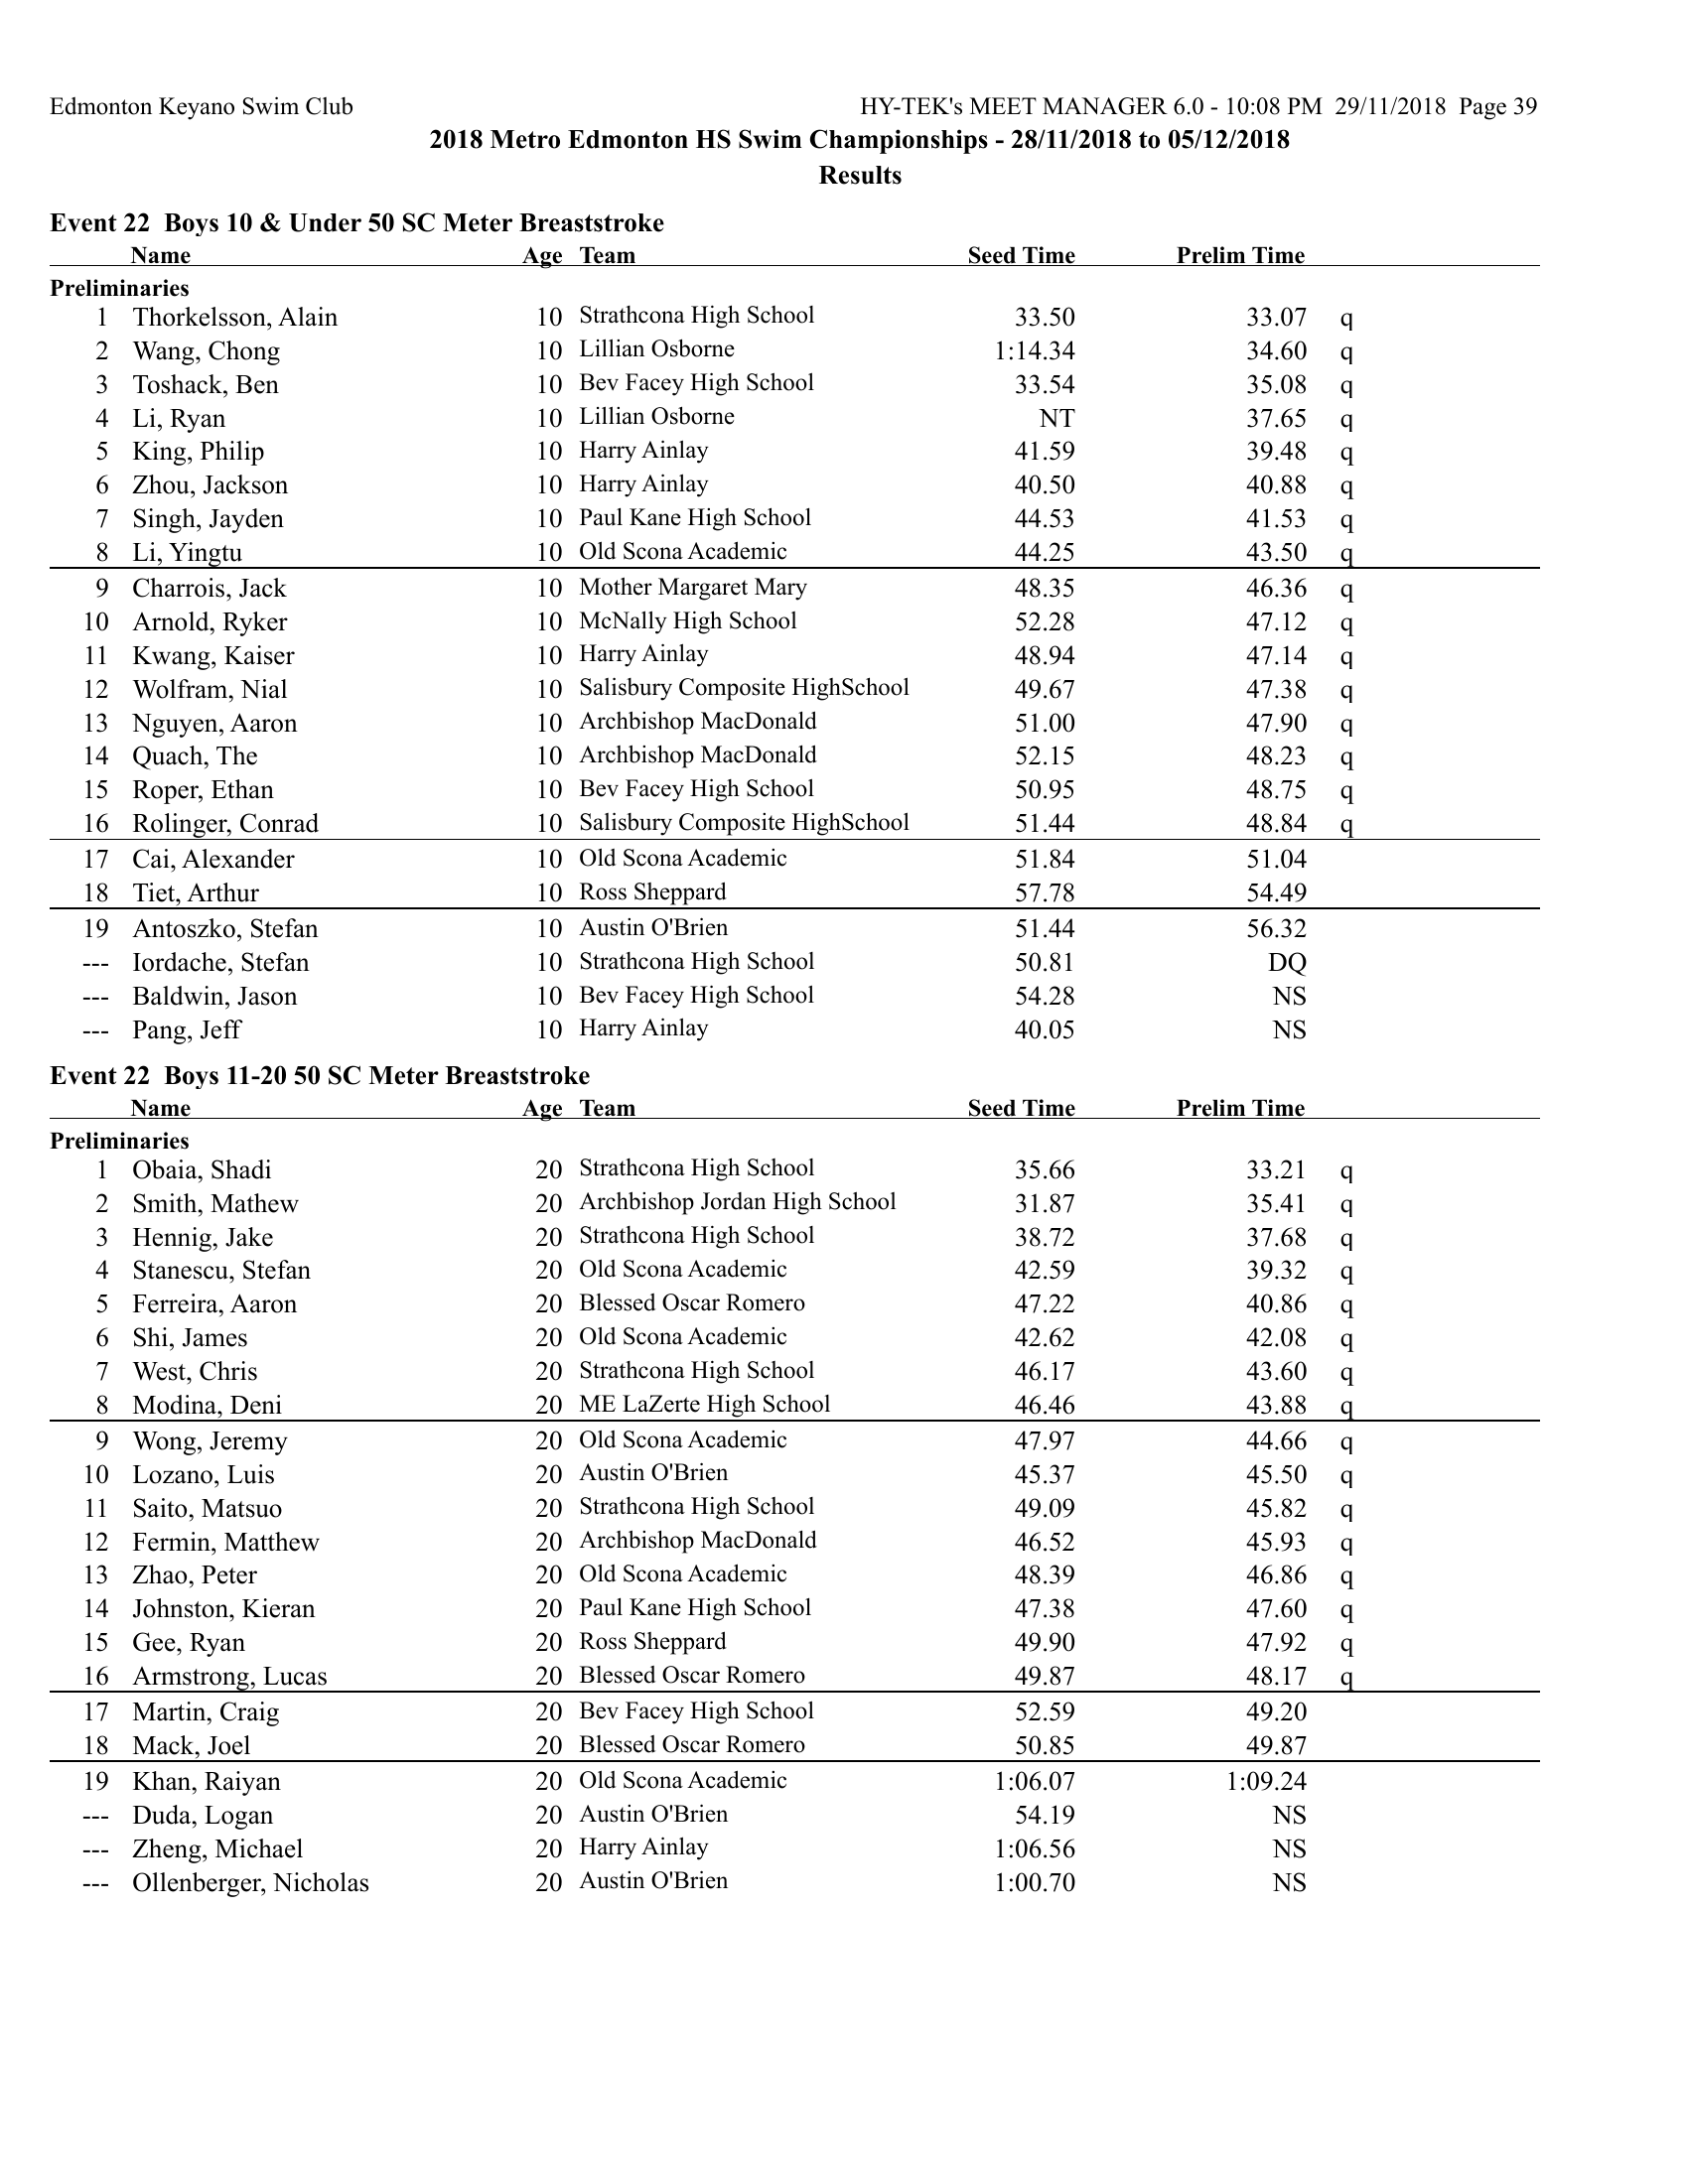 Edmonton Keyano Swim Club HY-TEK's MEET MANAGER 6.0 - 10:08 PM 29/11/2018 Page 39
2018 Metro Edmonton HS Swim Championships - 28/11/2018 to 05/12/2018
Results
Event 22 Boys 10 & Under 50 SC Meter Breaststroke
Name Age Team Seed Time Prelim Time
Preliminaries
1 Thorkelsson, Alain 10 Strathcona High School 33.50 33.07 q
2 Wang, Chong 10 Lillian Osborne 1:14.34 34.60 q
3 Toshack, Ben 10 Bev Facey High School 33.54 35.08 q
4 Li, Ryan 10 Lillian Osborne NT 37.65 q
5 King, Philip 10 Harry Ainlay 41.59 39.48 q
6 Zhou, Jackson 10 Harry Ainlay 40.50 40.88 q
7 Singh, Jayden 10 Paul Kane High School 44.53 41.53 q
8 Li, Yingtu 10 Old Scona Academic 44.25 43.50 q
9 Charrois, Jack 10 Mother Margaret Mary 48.35 46.36 q
10 Arnold, Ryker 10 McNally High School 52.28 47.12 q
11 Kwang, Kaiser 10 Harry Ainlay 48.94 47.14 q
12 Wolfram, Nial 10 Salisbury Composite HighSchool 49.67 47.38 q
13 Nguyen, Aaron 10 Archbishop MacDonald 51.00 47.90 q
14 Quach, The 10 Archbishop MacDonald 52.15 48.23 q
15 Roper, Ethan 10 Bev Facey High School 50.95 48.75 q
16 Rolinger, Conrad 10 Salisbury Composite HighSchool 51.44 48.84 q
17 Cai, Alexander 10 Old Scona Academic 51.84 51.04
18 Tiet, Arthur 10 Ross Sheppard 57.78 54.49
19 Antoszko, Stefan 10 Austin O'Brien 51.44 56.32
--- Iordache, Stefan 10 Strathcona High School 50.81 DQ
--- Baldwin, Jason 10 Bev Facey High School 54.28 NS
--- Pang, Jeff 10 Harry Ainlay 40.05 NS
Event 22 Boys 11-20 50 SC Meter Breaststroke
Name Age Team Seed Time Prelim Time
Preliminaries
1 Obaia, Shadi 20 Strathcona High School 35.66 33.21 q
2 Smith, Mathew 20 Archbishop Jordan High School 31.87 35.41 q
3 Hennig, Jake 20 Strathcona High School 38.72 37.68 q
4 Stanescu, Stefan 20 Old Scona Academic 42.59 39.32 q
5 Ferreira, Aaron 20 Blessed Oscar Romero 47.22 40.86 q
6 Shi, James 20 Old Scona Academic 42.62 42.08 q
7 West, Chris 20 Strathcona High School 46.17 43.60 q
8 Modina, Deni 20 ME LaZerte High School 46.46 43.88 q
9 Wong, Jeremy 20 Old Scona Academic 47.97 44.66 q
10 Lozano, Luis 20 Austin O'Brien 45.37 45.50 q
11 Saito, Matsuo 20 Strathcona High School 49.09 45.82 q
12 Fermin, Matthew 20 Archbishop MacDonald 46.52 45.93 q
13 Zhao, Peter 20 Old Scona Academic 48.39 46.86 q
14 Johnston, Kieran 20 Paul Kane High School 47.38 47.60 q
15 Gee, Ryan 20 Ross Sheppard 49.90 47.92 q
16 Armstrong, Lucas 20 Blessed Oscar Romero 49.87 48.17 q
17 Martin, Craig 20 Bev Facey High School 52.59 49.20
18 Mack, Joel 20 Blessed Oscar Romero 50.85 49.87
19 Khan, Raiyan 20 Old Scona Academic 1:06.07 1:09.24
--- Duda, Logan 20 Austin O'Brien 54.19 NS
--- Zheng, Michael 20 Harry Ainlay 1:06.56 NS
--- Ollenberger, Nicholas 20 Austin O'Brien 1:00.70 NS